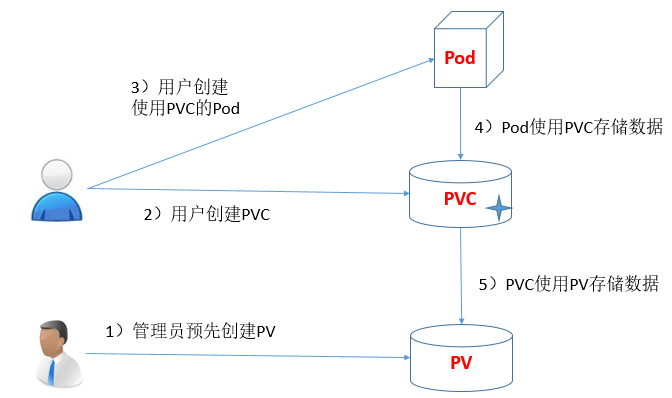 Pod
3）用户创建
使用PVC的Pod
4）Pod使用PVC存储数据
PVC
2）用户创建PVC
5）PVC使用PV存储数据
1）管理员预先创建PV
PV